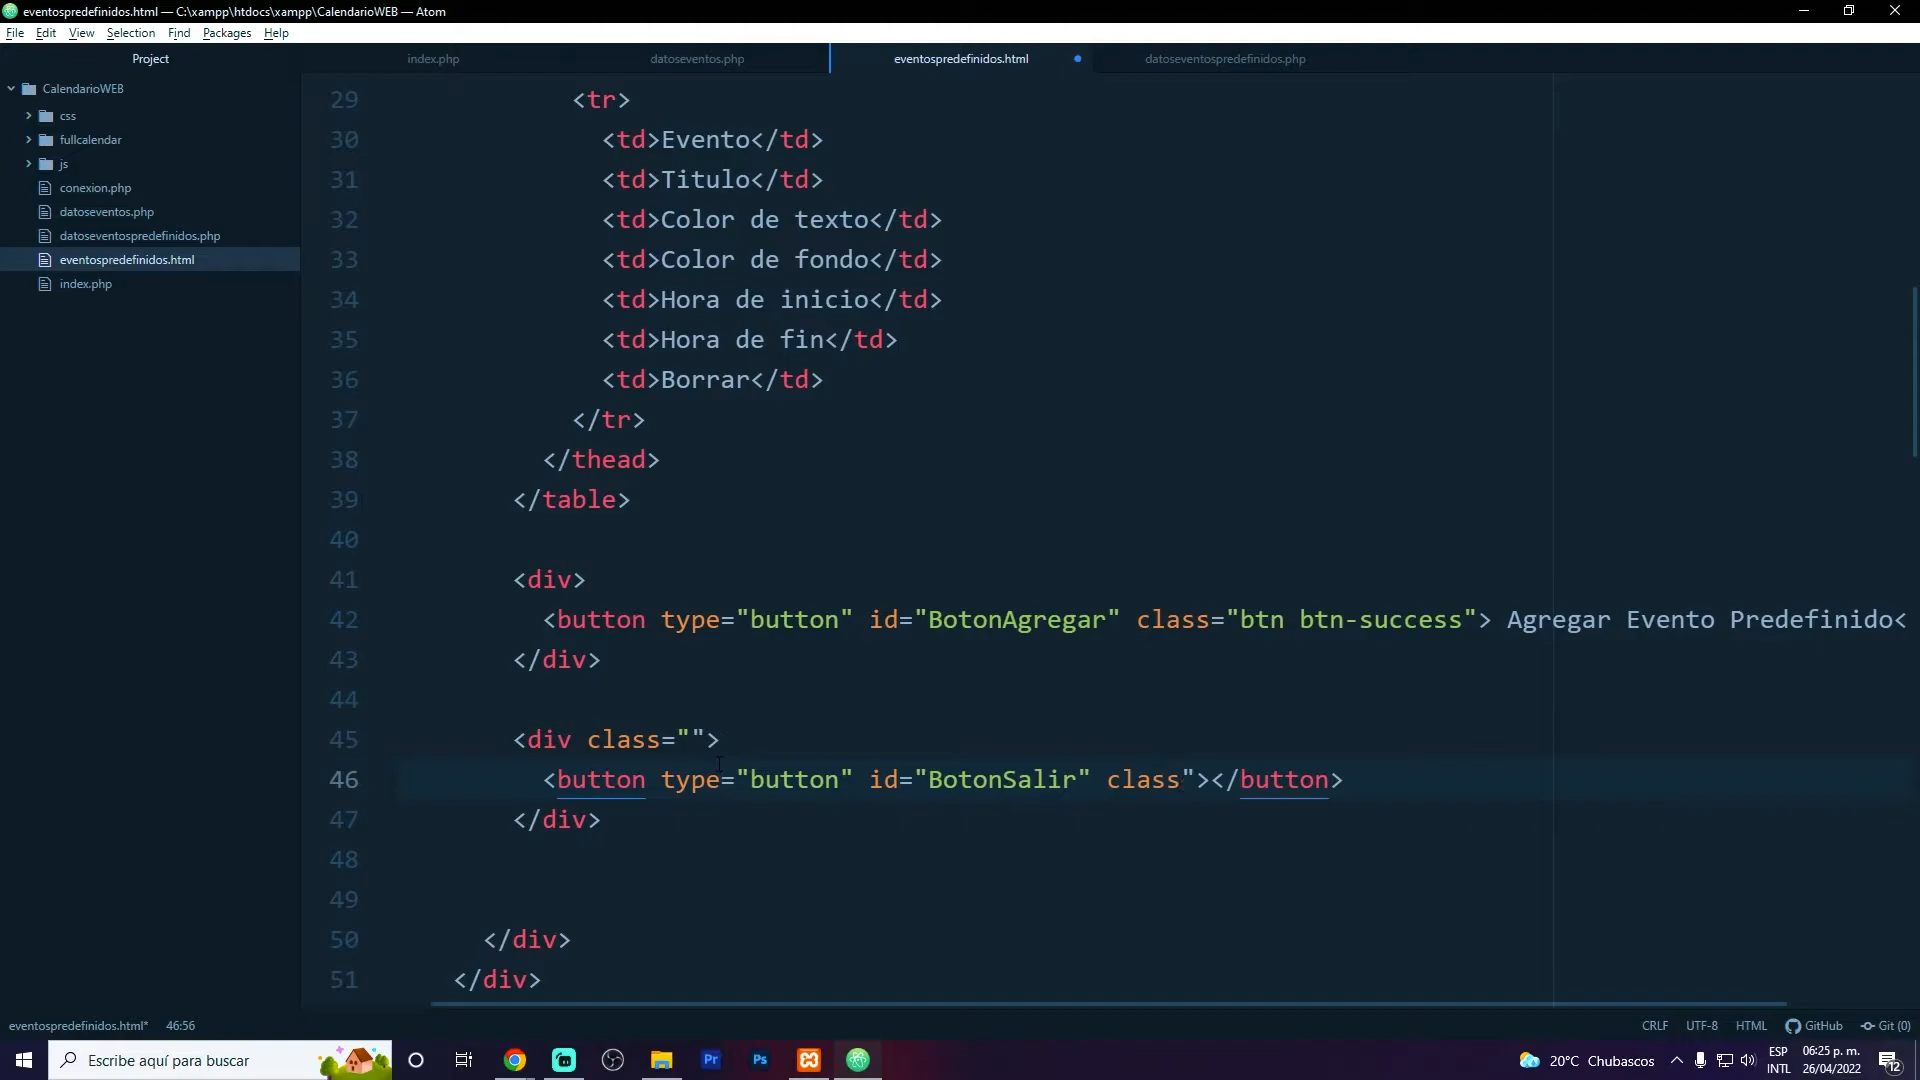 eventospredefinidos.html — C:\xampp\htdocs\xampp\CalendarioWEB — Atom
File Edit View Selection Find Packages Help
Project
index.php datoseventos.php eventospredefinidos.html datoseventospredefinidos.php
CalendarioWEB
css
fullcalendar
js
conexion.php
datoseventos.php
datoseventospredefinidos.php
eventospredefinidos.html
index.php
29 <tr>
30 <td>Evento</td>
31 <td>Titulo</td>
32 <td>Color de texto</td>
33 <td>Color de fondo</td>
34 <td>Hora de inicio</td>
35 <td>Hora de fin</td>
36 <td>Borrar</td>
37 </tr>
38 </thead>
39 </table>
40
41 <div>
42 <button type="button" id="BotonAgregar" class="btn btn-success"> Agregar Evento Predefinido<
43 </div>
44
45 <div class="">
46 <button type="button" id="BotonSalir" class"></button>
47 </div>
48
49
50 </div>
51 </div>
eventospredefinidos.html* 46:56
CRLF UTF-8 HTML GitHub Git (0)
Escribe aquí para buscar
Pr Ps
20°C Chubascos
ESP INTL
06:25 p. m.
26/04/2022
12